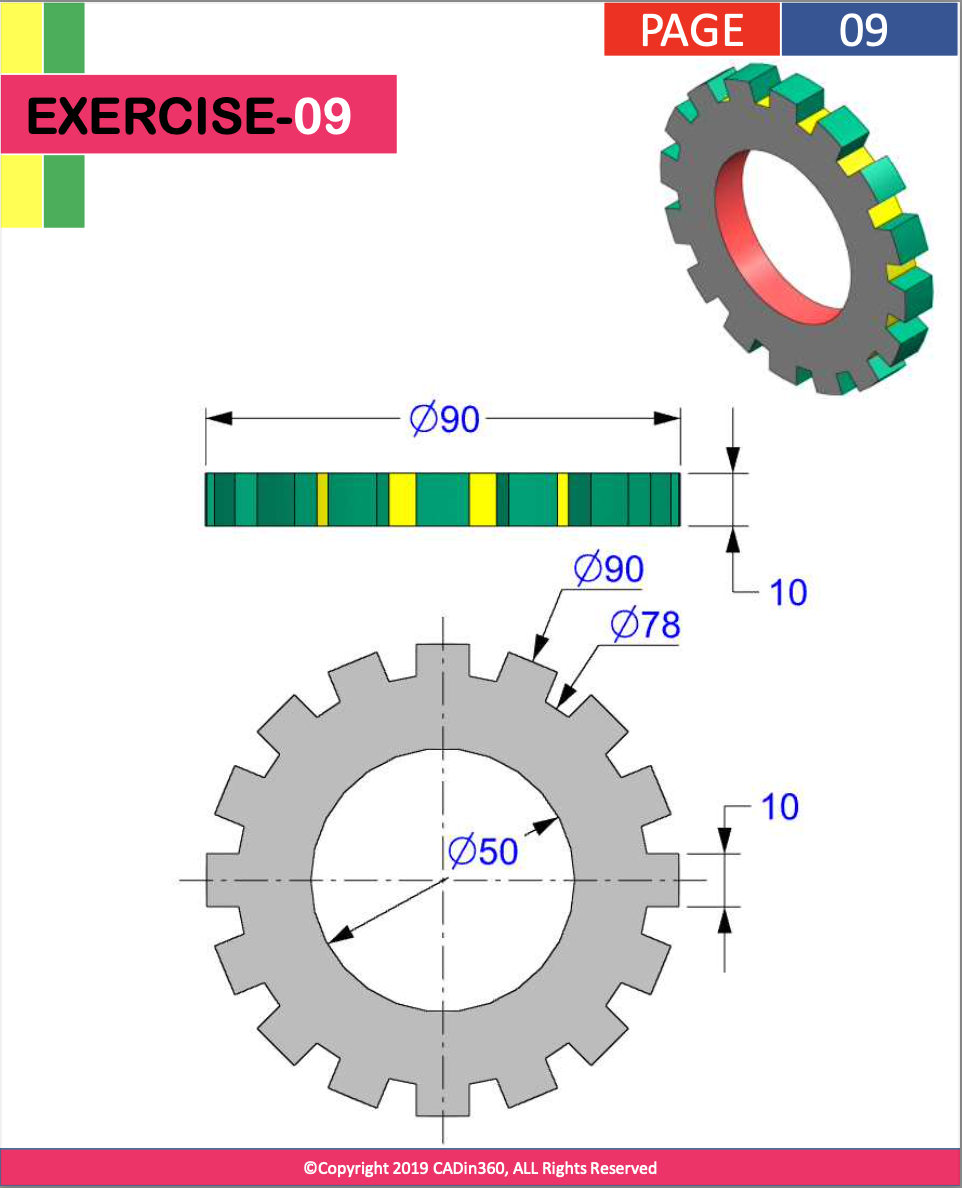 PAGE 09
EXERCISE-09
Ø90
10
Ø90
Ø78
10
Ø50
©Copyright 2019 CADin360, ALL Rights Reserved